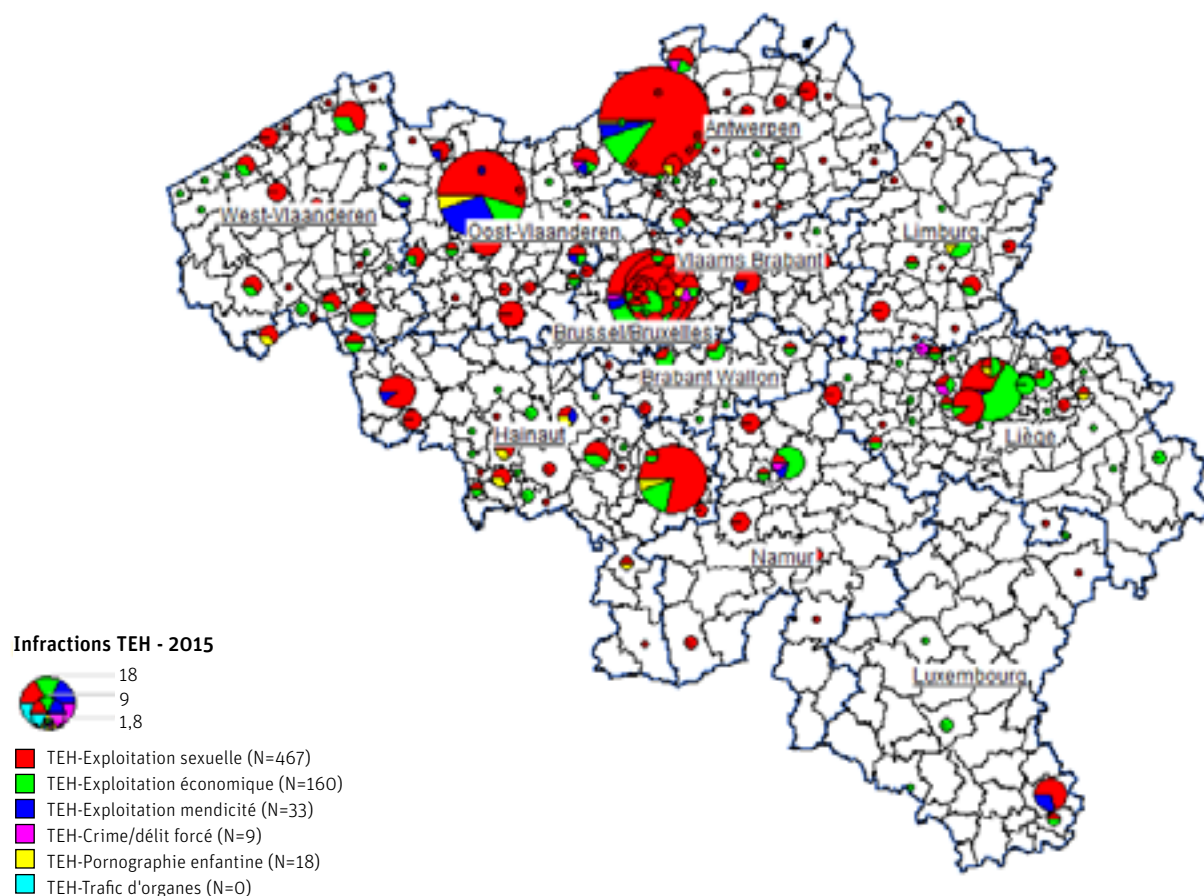 Antwerpen
West-Vlaanderen
Oost-Vlaanderen
Limburg
Vlaams Brabant
Brussel/Bruxelles
Brabant Wallon
Hainaut
Liège
Namur
Luxembourg
Infractions TEH - 2015
18
9
1,8
TEH-Exploitation sexuelle (N=467)
TEH-Exploitation économique (N=160)
TEH-Exploitation mendicité (N=33)
TEH-Crime/délit forcé (N=9)
TEH-Pornographie enfantine (N=18)
TEH-Trafic d'organes (N=0)